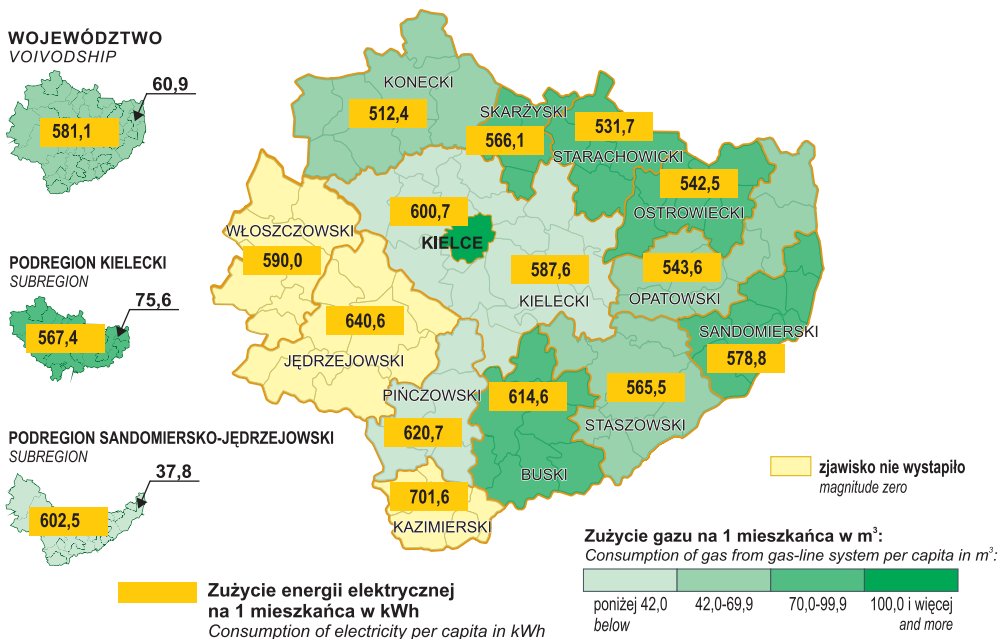 WOJEWÓDZTWO
VOIVODSHIP
60,9
581,1
PODREGION KIELECKI
SUBREGION
75,6
567,4
PODREGION SANDOMIERSKO-JĘDRZEJOWSKI
SUBREGION
37,8
602,5
KONECKI
512,4
SKARŻYSKI
566,1
531,7
STARACHOWICKI
542,5
OSTROWIECKI
600,7
KIELCE
WŁOSZCZOWSKI
590,0
587,6
KIELECKI
543,6
OPATOWSKI
640,6
JĘDRZEJOWSKI
SANDOMIERSKI
578,8
PIŃCZOWSKI
620,7
614,6
BUSKI
565,5
STASZOWSKI
701,6
KAZIMIERSKI
zjawisko nie wystapiło
magnitude zero
Zużycie gazu na 1 mieszkańca w m³:
Consumption of gas from gas-line system per capita in m³:
poniżej 42,0
below
42,0-69,9
70,0-99,9
100,0 i więcej
and more
Zużycie energii elektrycznej
na 1 mieszkańca w kWh
Consumption of electricity per capita in kWh